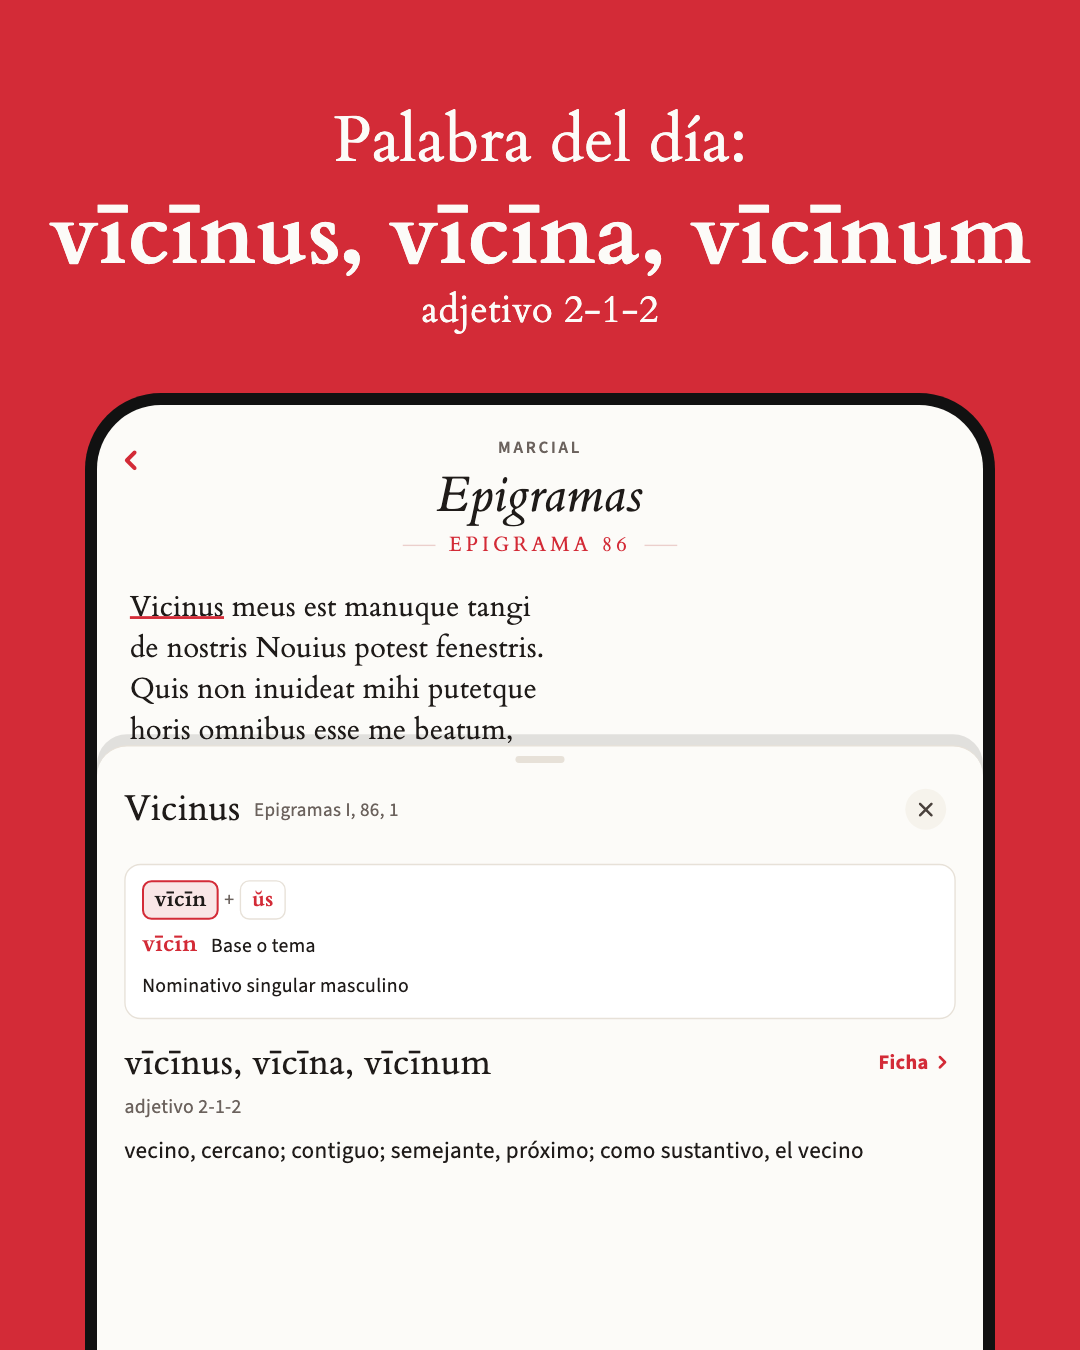 Palabra del día:
vīcīnus, vīcīna, vīcīnum
adjetivo 2-1-2
MARCIAL
Epigramas
EPIGRAMA 86
Vicinus meus est manuque tangi
de nostris Nouius potest fenestris.
Quis non inuideat mihi putetque
horis omnibus esse me beatum,
Vicinus Epigramas I, 86, 1
vīcīn + ŭs
vīcīn Base o tema
Nominativo singular masculino
vīcīnus, vīcīna, vīcīnum Ficha
adjetivo 2-1-2
vecino, cercano; contiguo; semejante, próximo; como sustantivo, el vecino